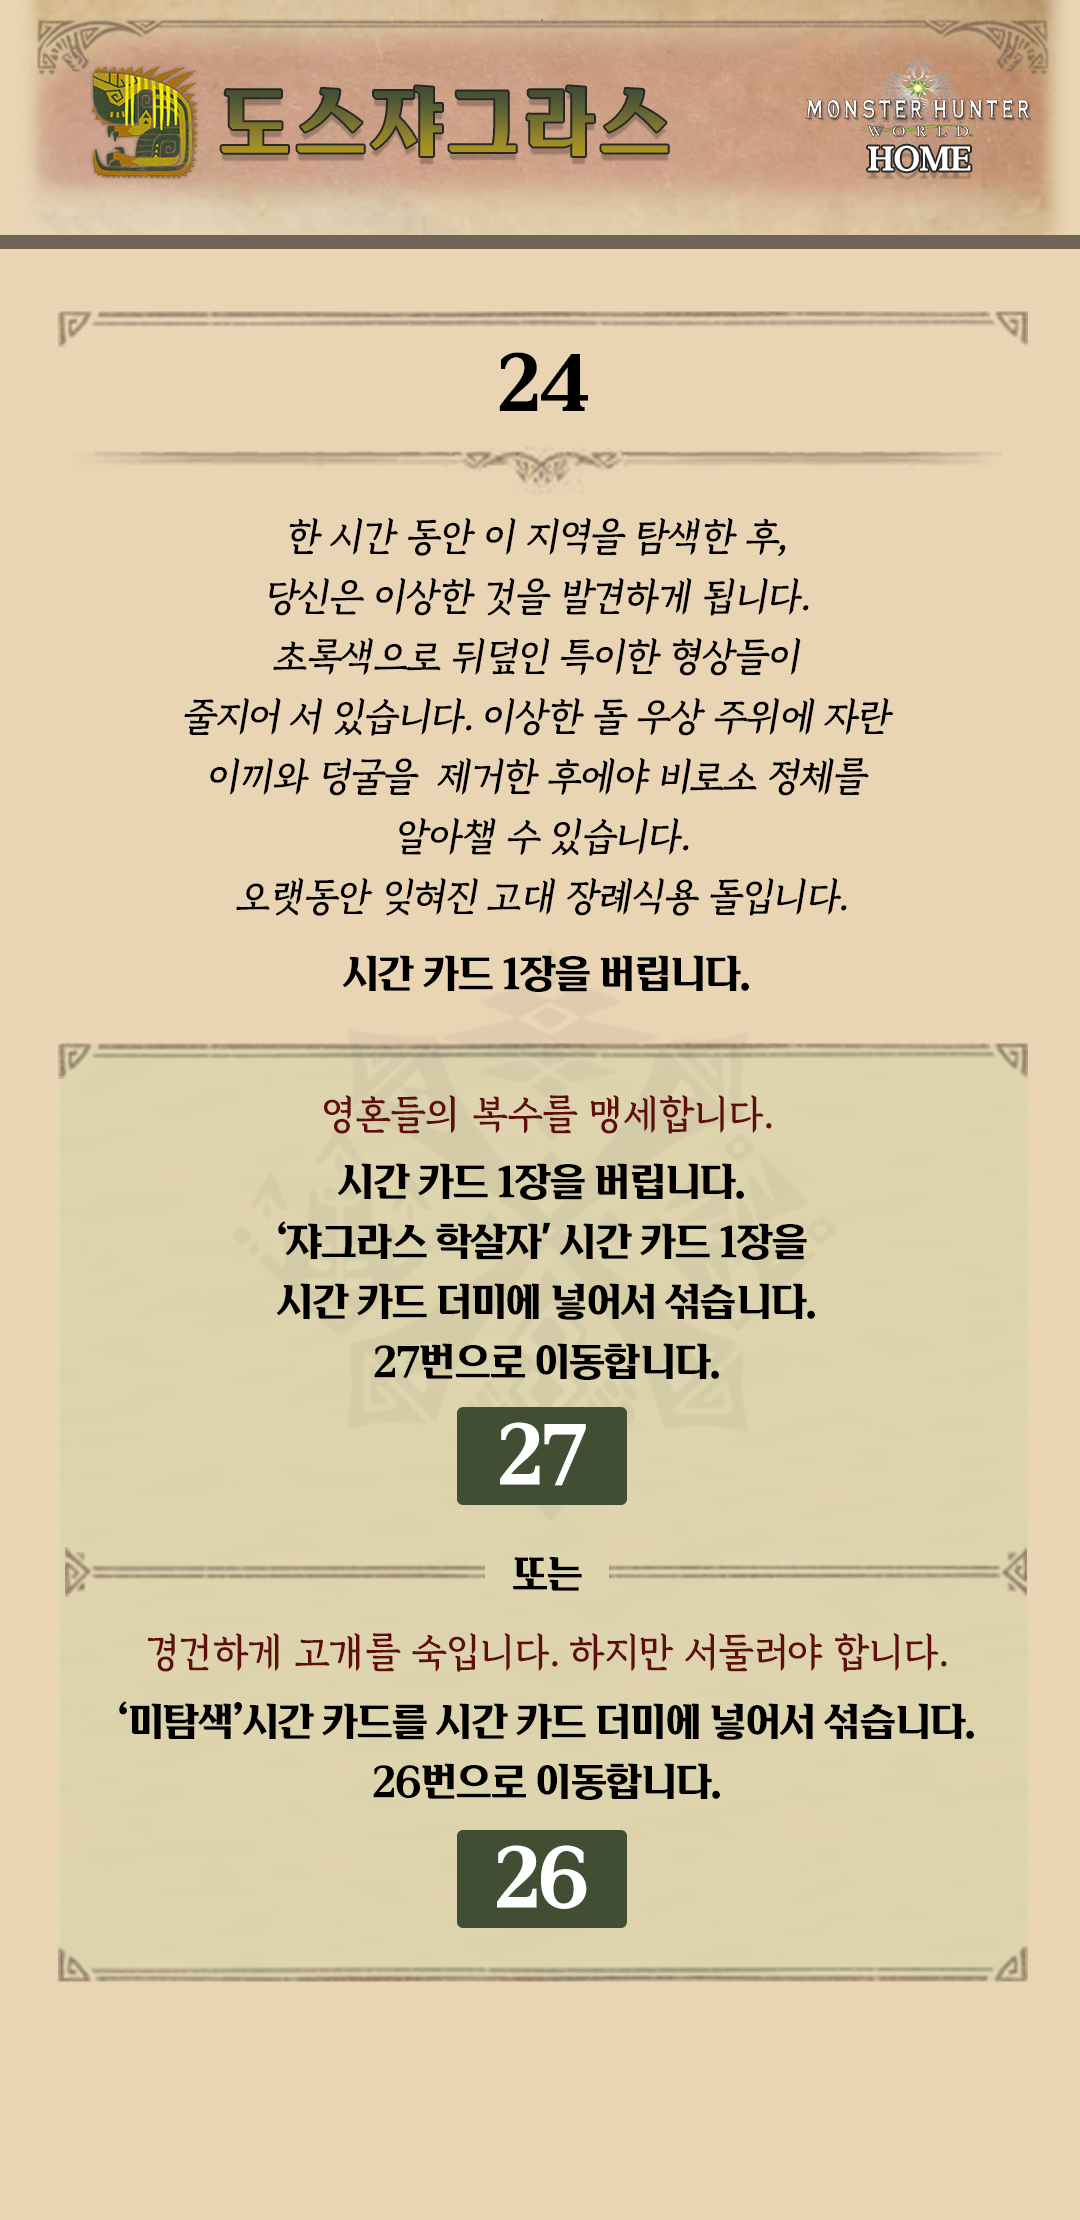 도스쟈그라스
MONSTER HUNTER
WORLD
HOME
24
한 시간 동안 이 지역을 탐색한 후,
당신은 이상한 것을 발견하게 됩니다.
초록색으로 뒤덮인 특이한 형상들이
줄지어 서 있습니다. 이상한 돌 우상 주위에 자란
이끼와 덩굴을 제거한 후에야 비로소 정체를
알아챌 수 있습니다.
오랫동안 잊혀진 고대 장례식용 돌입니다.
시간 카드 1장을 버립니다.
영혼들의 복수를 맹세합니다.
시간 카드 1장을 버립니다.
‘쟈그라스 학살자’ 시간 카드 1장을
시간 카드 더미에 넣어서 섞습니다.
27번으로 이동합니다.
27
또는
경건하게 고개를 숙입니다. 하지만 서둘러야 합니다.
‘미탐색’시간 카드를 시간 카드 더미에 넣어서 섞습니다.
26번으로 이동합니다.
26